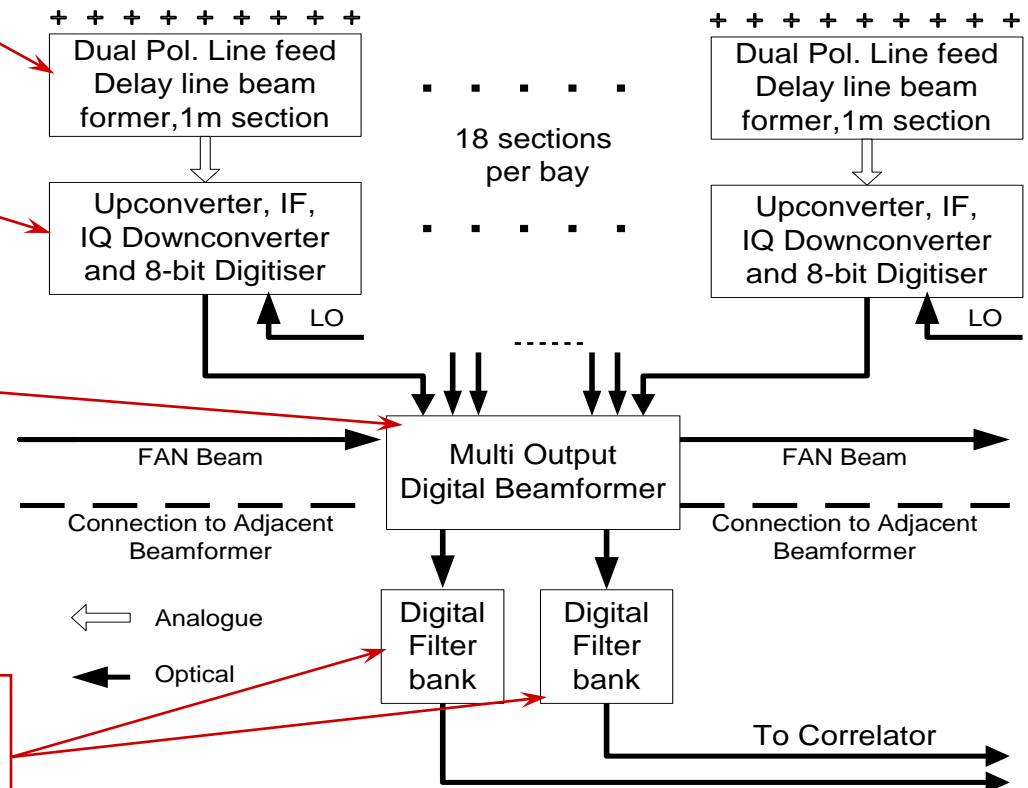 + + + + + + + + +
+ + + + + + + + +
Dual Pol. Line feed
Delay line beam
former,1m section
18 sections
per bay
Dual Pol. Line feed
Delay line beam
former,1m section
Upconverter, IF,
IQ Downconverter
and 8-bit Digitiser
Upconverter, IF,
IQ Downconverter
and 8-bit Digitiser
LO
LO
FAN Beam
Multi Output
Digital Beamformer
FAN Beam
Connection to Adjacent
Beamformer
Connection to Adjacent
Beamformer
Analogue
Optical
Digital
Filter
bank
Digital
Filter
bank
To Correlator